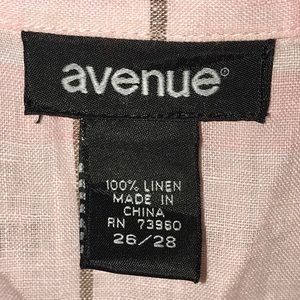 avenue®
100% LINEN
MADE IN
CHINA
RN 73960
26/28